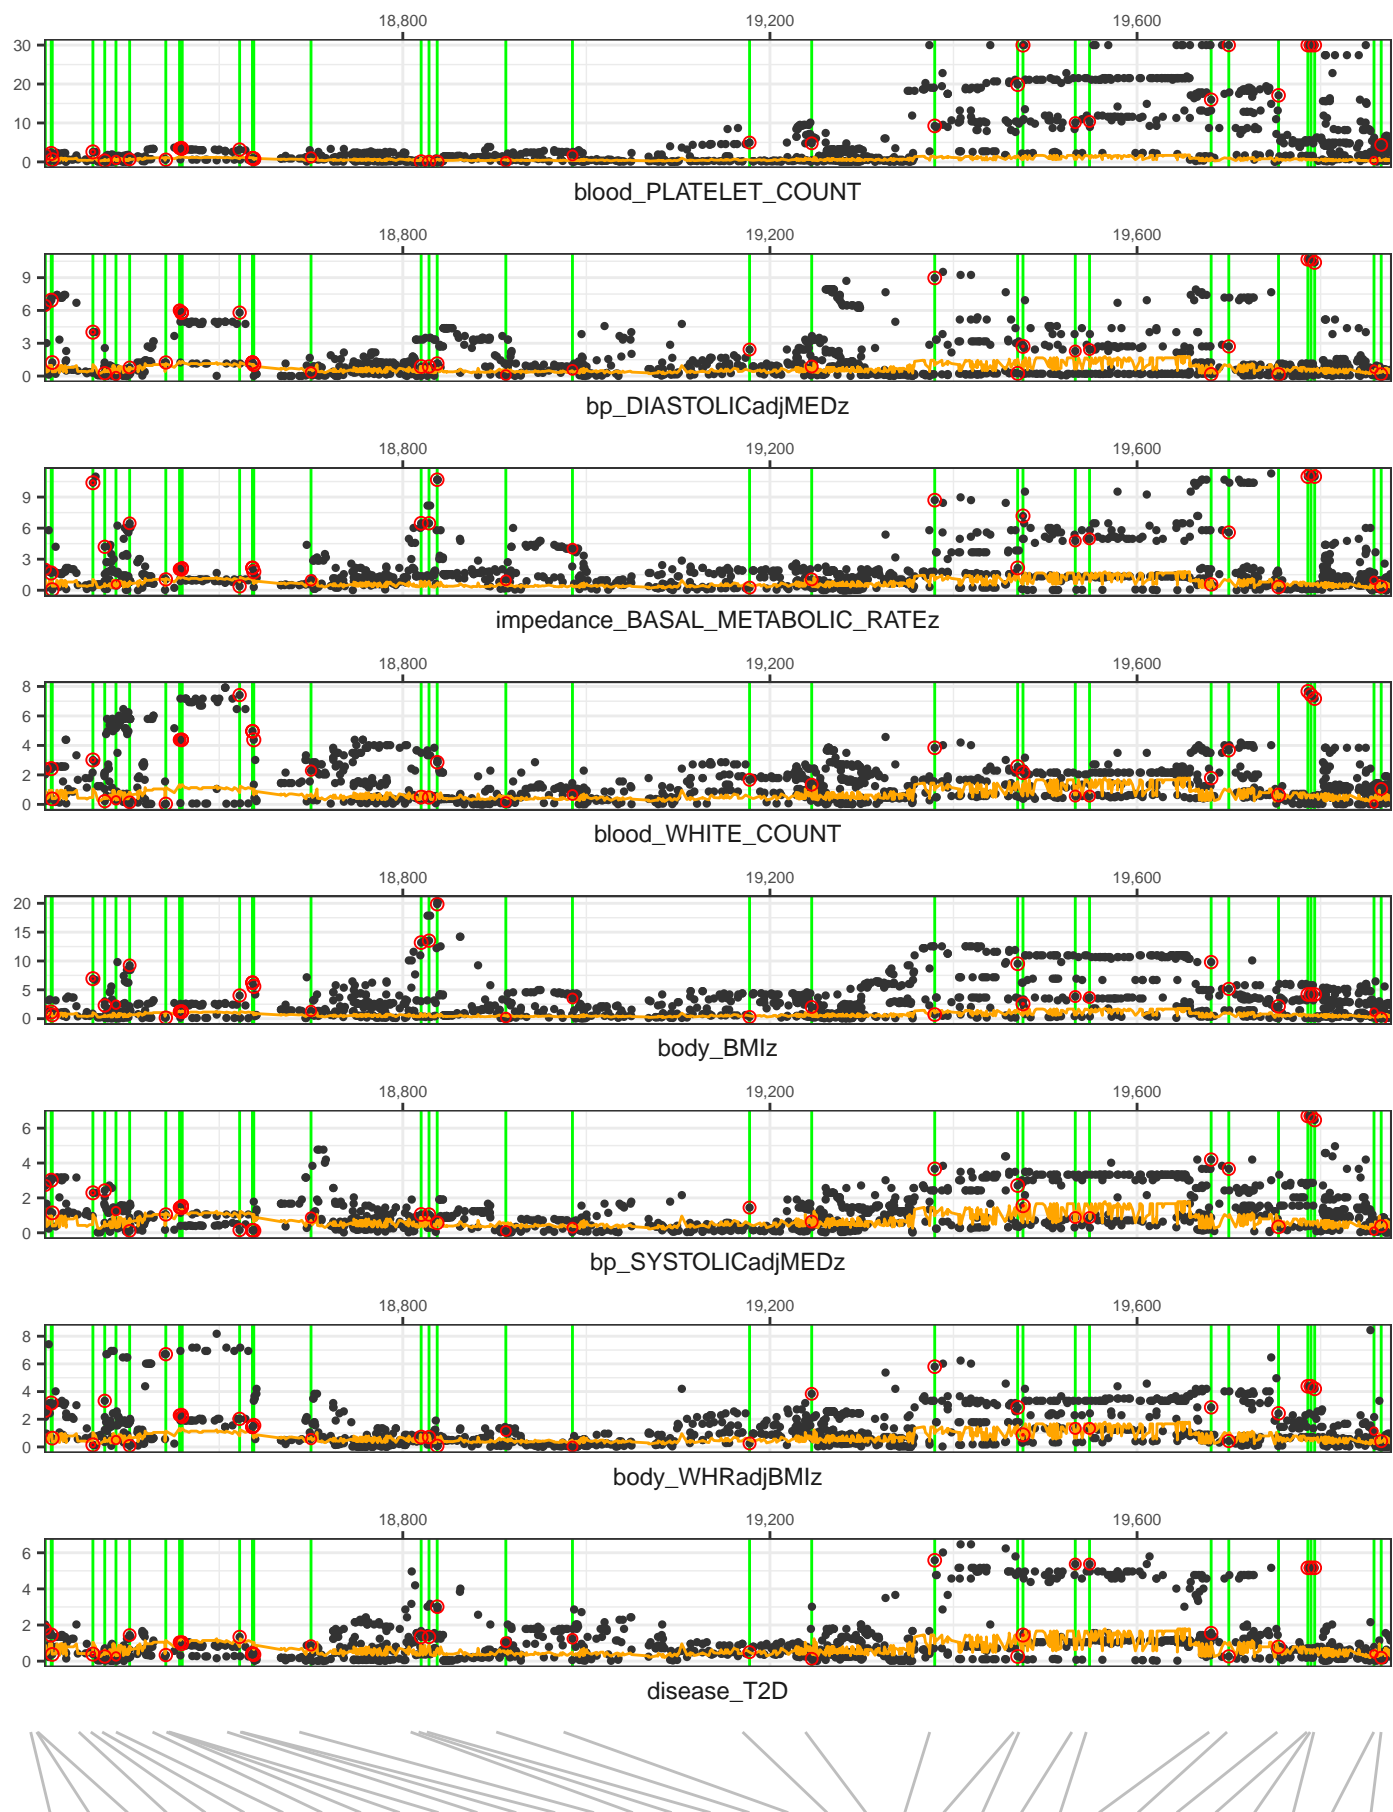 18,800 19,200 19,600
30
20
10
0
blood_PLATELET_COUNT
18,800 19,200 19,600
9
6
3
0
bp_DIASTOLICadjMEDz
18,800 19,200 19,600
9
6
3
0
impedance_BASAL_METABOLIC_RATEz
18,800 19,200 19,600
8
6
4
2
0
blood_WHITE_COUNT
18,800 19,200 19,600
20
15
10
5
0
body_BMIz
18,800 19,200 19,600
6
4
2
0
bp_SYSTOLICadjMEDz
18,800 19,200 19,600
8
6
4
2
0
body_WHRadjBMIz
18,800 19,200 19,600
6
4
2
0
disease_T2D